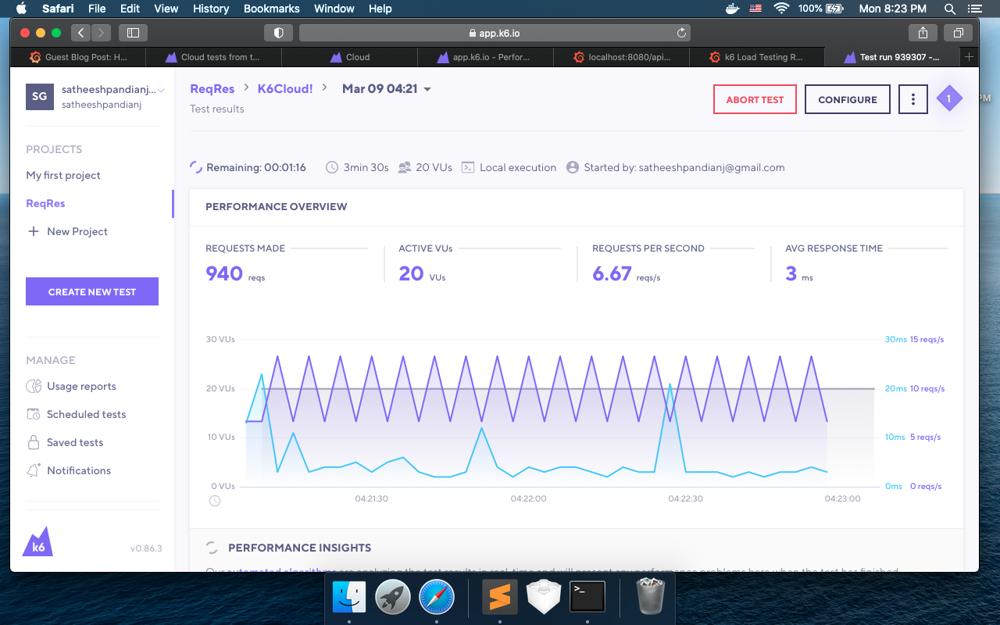 Safari File Edit View History Bookmarks Window Help 100% Mon 8:23 PM
app.k6.io
Guest Blog Post: H... Cloud tests from t... Cloud app.k6.io - Perfor... localhost:8080/api... k6 Load Testing R... Test run 939307 -...
SG
satheeshpandianj...
satheeshpandianj
PROJECTS
My first project
ReqRes
New Project
CREATE NEW TEST
MANAGE
Usage reports
Scheduled tests
Saved tests
Notifications
k6
v0.86.3
ReqRes > K6Cloud! > Mar 09 04:21
Test results
ABORT TEST
CONFIGURE
1
PM
Remaining: 00:01:16 3min 30s 20 VUs Local execution Started by: satheeshpandianj@gmail.com
PERFORMANCE OVERVIEW
REQUESTS MADE
940 reqs
ACTIVE VUs
20 VUs
REQUESTS PER SECOND
6.67 reqs/s
AVG RESPONSE TIME
3 ms
30 VUs 30ms 15 reqs/s
20 VUs 20ms 10 reqs/s
10 VUs 10ms 5 reqs/s
0 VUs 0ms 0 reqs/s
04:21:30 04:22:00 04:22:30 04:23:00
PERFORMANCE INSIGHTS
Our automated algorithms are analyzing the test results in real-time and will present any performance problems here when the test has finished.